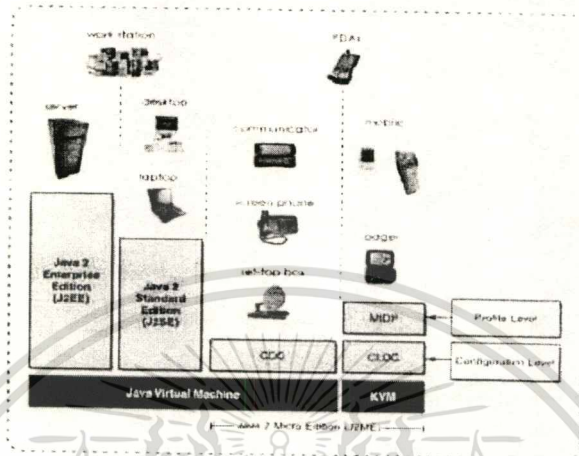 work station
PDA
server
desktop
communicator
mobile
laptop
screen phone
pager
Java 2
Enterprise
Edition
(J2EE)
Java 2
Standard
Edition
(J2SE)
set-top box
MIDP
Profile Level
CDC
CLDC
Configuration Level
Java Virtual Machine
KVM
Java 2 Micro Edition (J2ME)